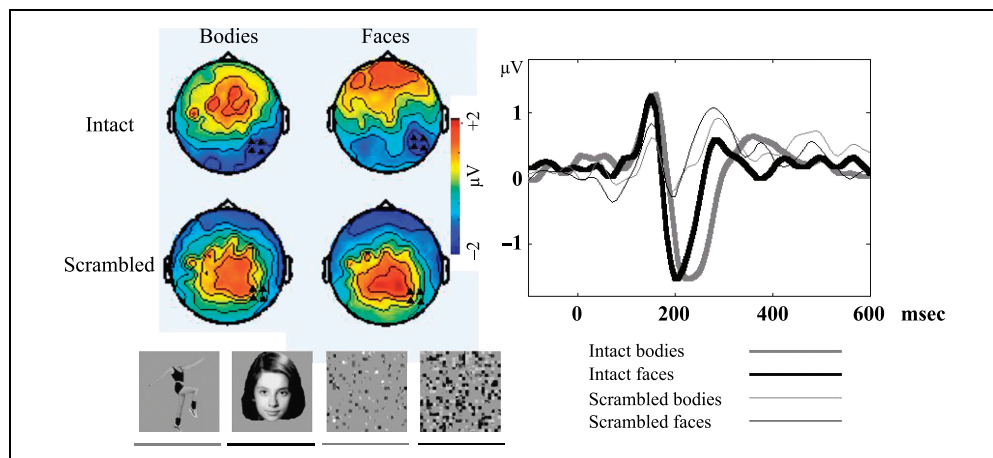 Bodies
Faces
Intact
Scrambled
+2
µV
−2
µV
1
0
−1
0
200
400
600
msec
Intact bodies
Intact faces
Scrambled bodies
Scrambled faces